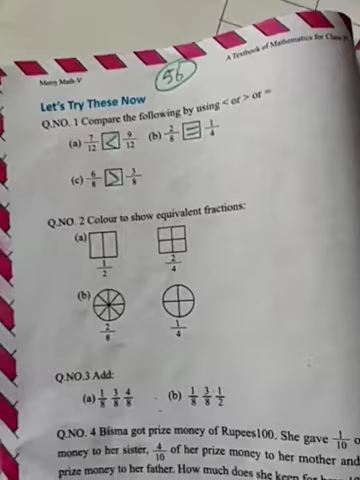 Merry Math-V
56
A Textbook of Mathematics for Class
Let's Try These Now
Q.NO. 1 Compare the following by using < or > or =
(a) 7/12 < 9/12 (b) 2/8 = 1/4
(c) 6/8 > 3/8
Q.NO. 2 Colour to show equivalent fractions:
(a)
1/2 2/4
(b)
2/8 1/4
Q.NO.3 Add:
(a) 1/8 3/8 4/8 (b) 1/8 3/8 1/2
Q.NO. 4 Bisma got prize money of Rupees100. She gave 1/10
money to her sister, 4/10 of her prize money to her mother and
prize money to her father. How much does she keep for